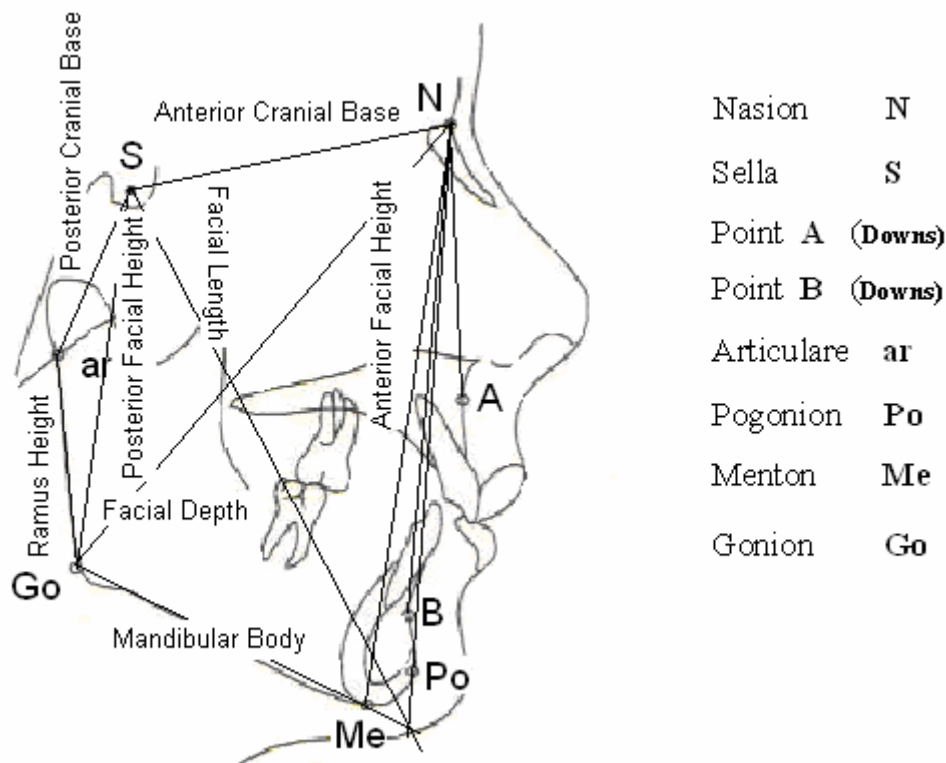 N
Anterior Cranial Base
S
Posterior Cranial Base
Posterior Facial Height
Facial Length
Anterior Facial Height
ar
A
Ramus Height
Facial Depth
Go
B
Mandibular Body
Po
Me
Nasion N
Sella S
Point A (Downs)
Point B (Downs)
Articulare ar
Pogonion Po
Menton Me
Gonion Go